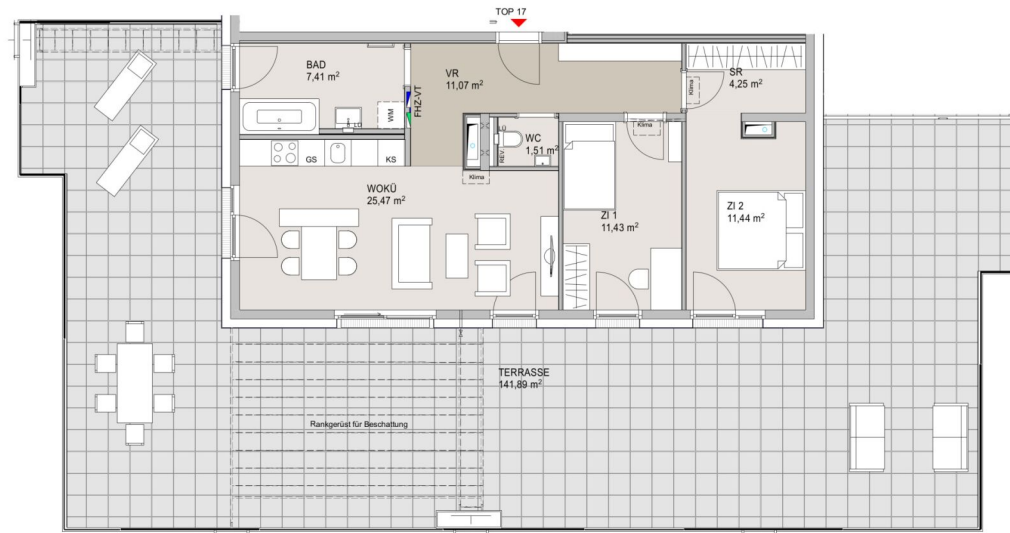 TOP 17
BAD
7,41 m²
VR
11,07 m²
SR
4,25 m²
Klima
FHZ-VT
WM
Klima
WC
1,51 m²
REV.
GS
KS
Klima
WOKÜ
25,47 m²
ZI 1
11,43 m²
ZI 2
11,44 m²
TERRASSE
141,89 m²
Rankgerüst für Beschattung